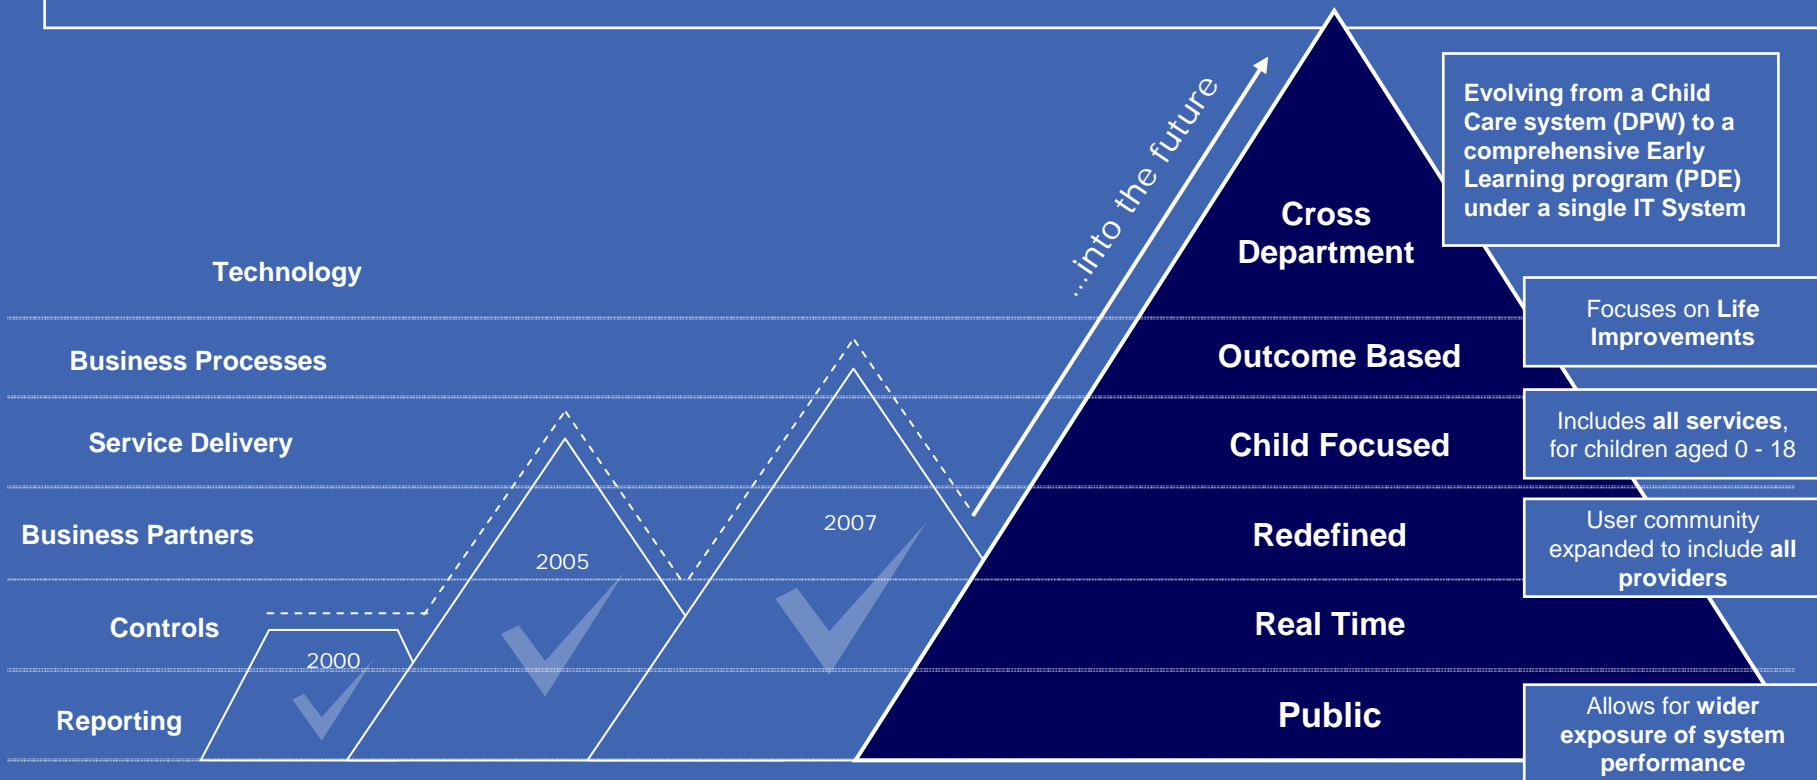 Evolving from a Child
Care system (DPW) to a
comprehensive Early
Learning program (PDE)
under a single IT System
...into the future
Cross
Department
Technology
Focuses on Life
Improvements
Business Processes
Outcome Based
Includes all services,
for children aged 0 - 18
Service Delivery
Child Focused
User community
expanded to include all
providers
Business Partners
2007
Redefined
2005
Controls
Real Time
2000
Reporting
Public
Allows for wider
exposure of system
performance